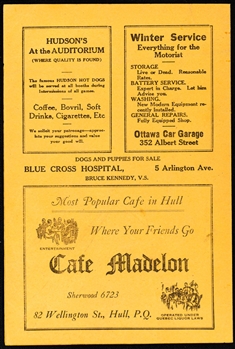 HUDSON'S
At the AUDITORIUM
(WHERE QUALITY IS FOUND)
The famous HUDSON HOT DOGS
will be served at all booths during
Intermissions of all games.
Coffee, Bovril, Soft
Drinks, Cigarettes, Etc
We solicit your patronage—appreciate
your suggestions and value
your good will.
Winter Service
Everything for the
Motorist
STORAGE
Live or Dead. Reasonable
Rates.
BATTERY SERVICE.
Expert in Charge. Let him
Advise you.
WASHING.
New Modern Equipment recently
Installed.
GENERAL REPAIRS.
Fully Equipped Shop.
Ottawa Car Garage
352 Albert Street
DOGS AND PUPPIES FOR SALE
BLUE CROSS HOSPITAL, 5 Arlington Ave.
BRUCE KENNEDY, V.S.
Most Popular Cafe in Hull
Where Your Friends Go
ENTERTAINMENT
Cafe Madelon
Sherwood 6723
82 Wellington St., Hull, P.Q.
OPERATED UNDER
QUEBEC LIQUOR LAWS